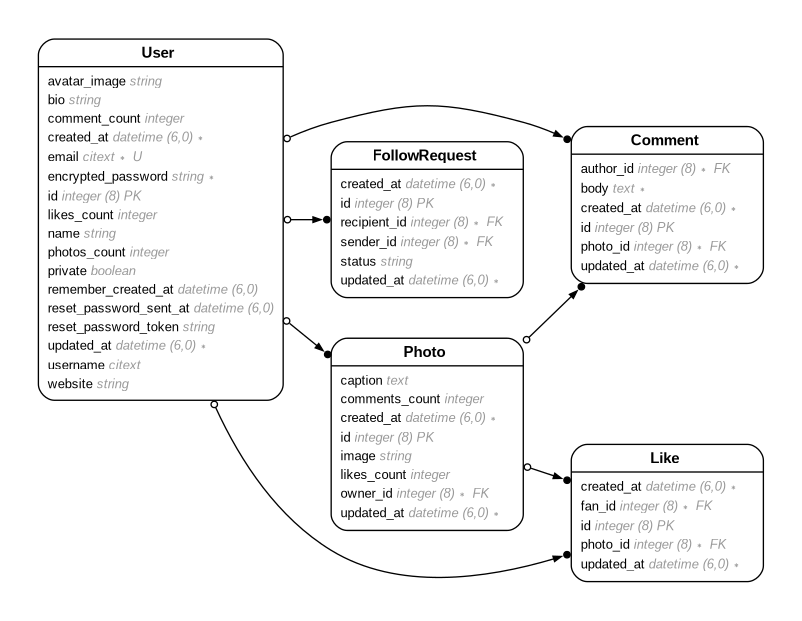 User
avatar_image string
bio string
comment_count integer
created_at datetime (6,0) ∗
email citext ∗ U
encrypted_password string ∗
id integer (8) PK
likes_count integer
name string
photos_count integer
private boolean
remember_created_at datetime (6,0)
reset_password_sent_at datetime (6,0)
reset_password_token string
updated_at datetime (6,0) ∗
username citext
website string
FollowRequest
created_at datetime (6,0) ∗
id integer (8) PK
recipient_id integer (8) ∗ FK
sender_id integer (8) ∗ FK
status string
updated_at datetime (6,0) ∗
Photo
caption text
comments_count integer
created_at datetime (6,0) ∗
id integer (8) PK
image string
likes_count integer
owner_id integer (8) ∗ FK
updated_at datetime (6,0) ∗
Comment
author_id integer (8) ∗ FK
body text ∗
created_at datetime (6,0) ∗
id integer (8) PK
photo_id integer (8) ∗ FK
updated_at datetime (6,0) ∗
Like
created_at datetime (6,0) ∗
fan_id integer (8) ∗ FK
id integer (8) PK
photo_id integer (8) ∗ FK
updated_at datetime (6,0) ∗